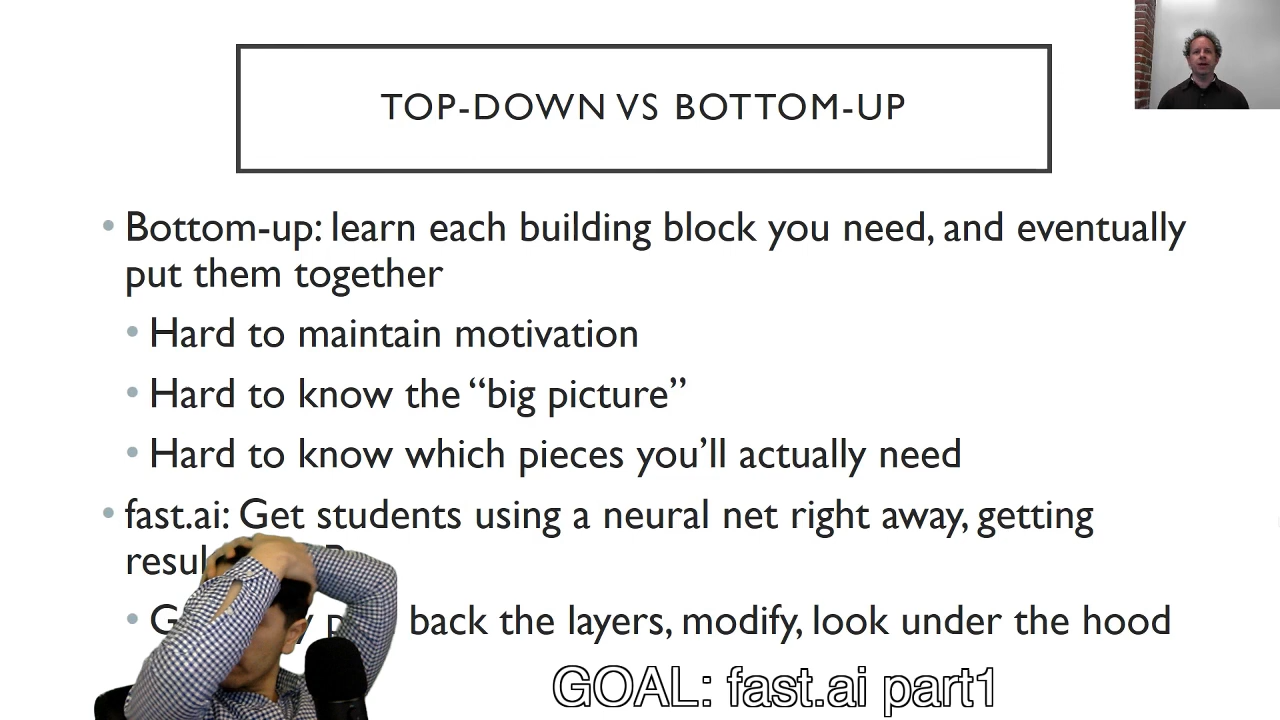 TOP-DOWN VS BOTTOM-UP
• Bottom-up: learn each building block you need, and eventually
put them together
• Hard to maintain motivation
• Hard to know the “big picture”
• Hard to know which pieces you’ll actually need
• fast.ai: Get students using a neural net right away, getting
• back the layers, modify, look under the hood
GOAL: fast.ai part1